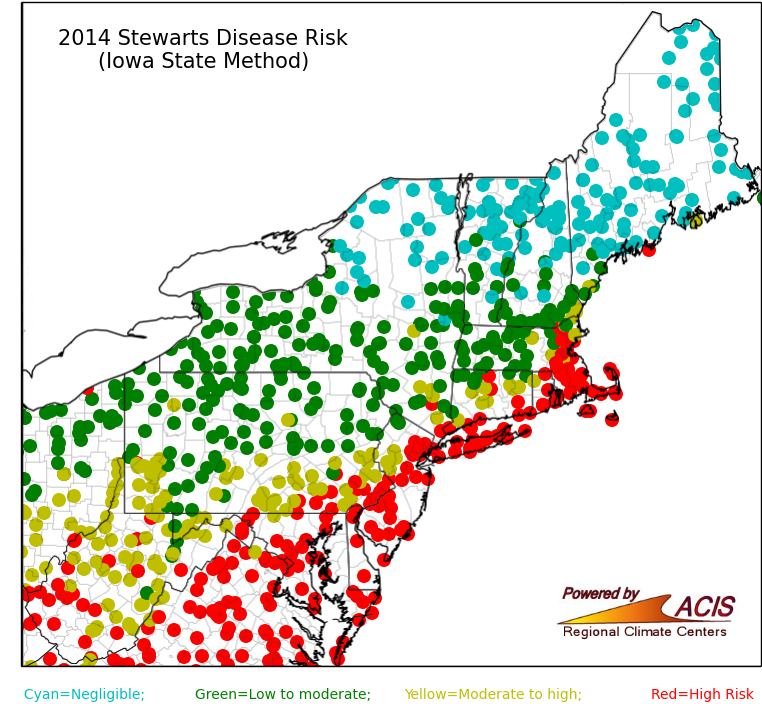 2014 Stewarts Disease Risk
(Iowa State Method)
Powered by
ACIS
Regional Climate Centers
Cyan=Negligible; Green=Low to moderate; Yellow=Moderate to high; Red=High Risk